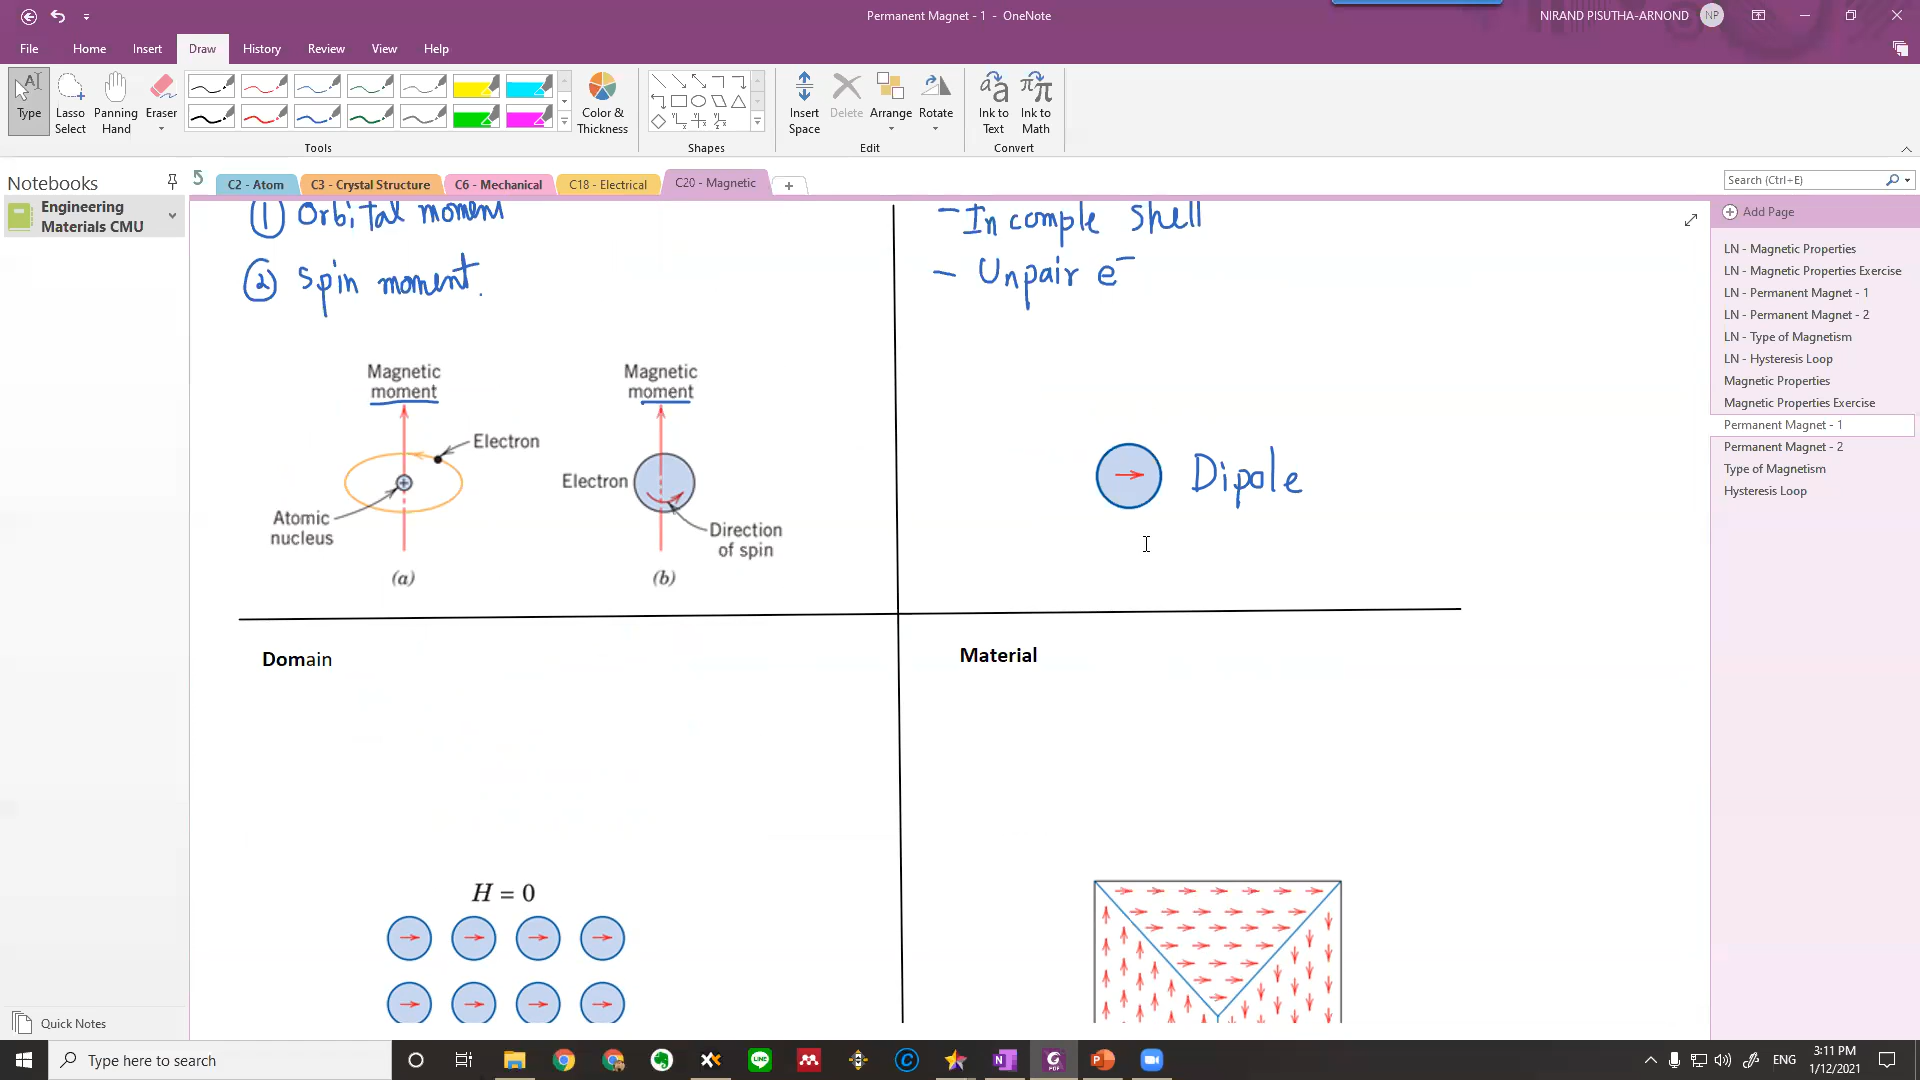 Permanent Magnet - 1 - OneNote
NIRAND PISUTHA-ARNOND NP
File Home Insert Draw History Review View Help
Type
Lasso Select
Panning Hand
Eraser
Color & Thickness
Insert Space
Delete
Arrange
Rotate
Ink to Text
Ink to Math
Tools
Shapes
Edit
Convert
Notebooks
C2 - Atom
C3 - Crystal Structure
C6 - Mechanical
C18 - Electrical
C20 - Magnetic
Search (Ctrl+E)
Engineering Materials CMU
Add Page
LN - Magnetic Properties
LN - Magnetic Properties Exercise
LN - Permanent Magnet - 1
LN - Permanent Magnet - 2
LN - Type of Magnetism
LN - Hysteresis Loop
Magnetic Properties
Magnetic Properties Exercise
Permanent Magnet - 1
Permanent Magnet - 2
Type of Magnetism
Hysteresis Loop
① Orbital moment
② Spin moment.
- In comple shell
- Unpair e⁻
Magnetic moment
Electron
Atomic nucleus
(a)
Magnetic moment
Electron
Direction of spin
(b)
Dipole
Domain
Material
H = 0
Quick Notes
Type here to search
ENG
3:11 PM
1/12/2021